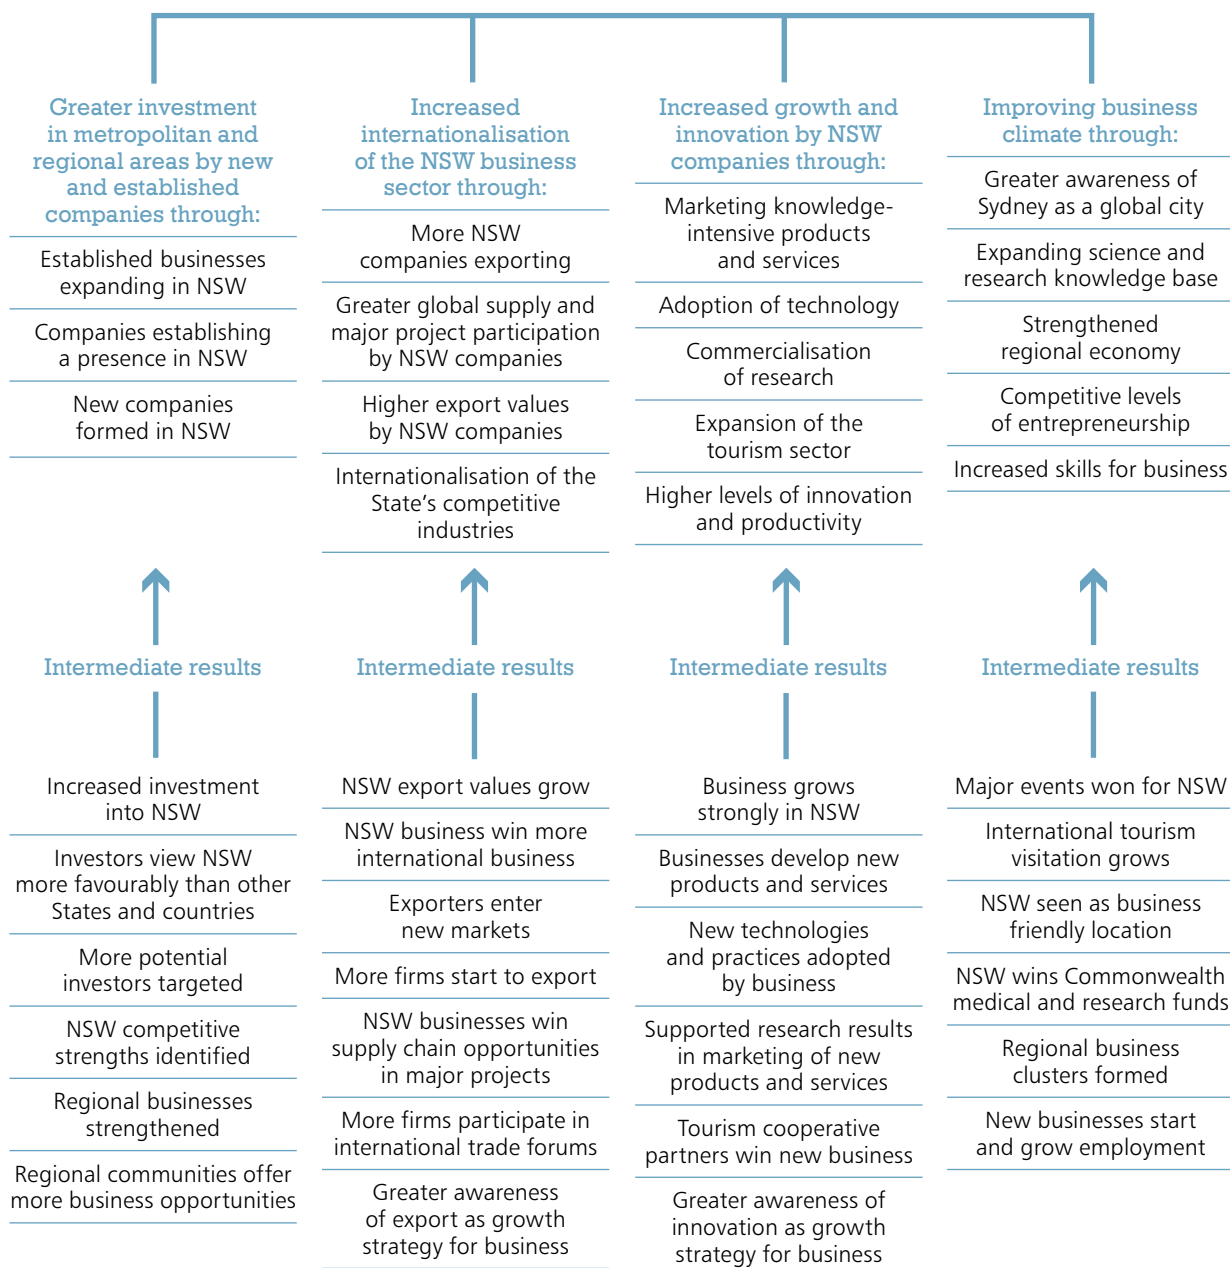 Greater investment
in metropolitan and
regional areas by new
and established
companies through:
Established businesses
expanding in NSW
Companies establishing
a presence in NSW
New companies
formed in NSW
Increased
internationalisation
of the NSW business
sector through:
More NSW
companies exporting
Greater global supply and
major project participation
by NSW companies
Higher export values
by NSW companies
Internationalisation of the
State’s competitive
industries
Increased growth and
innovation by NSW
companies through:
Marketing knowledge-
intensive products
and services
Adoption of technology
Commercialisation
of research
Expansion of the
tourism sector
Higher levels of innovation
and productivity
Improving business
climate through:
Greater awareness of
Sydney as a global city
Expanding science and
research knowledge base
Strengthened
regional economy
Competitive levels
of entrepreneurship
Increased skills for business
Intermediate results
Increased investment
into NSW
Investors view NSW
more favourably than other
States and countries
More potential
investors targeted
NSW competitive
strengths identified
Regional businesses
strengthened
Regional communities offer
more business opportunities
Intermediate results
NSW export values grow
NSW business win more
international business
Exporters enter
new markets
More firms start to export
NSW businesses win
supply chain opportunities
in major projects
More firms participate in
international trade forums
Greater awareness
of export as growth
strategy for business
Intermediate results
Business grows
strongly in NSW
Businesses develop new
products and services
New technologies
and practices adopted
by business
Supported research results
in marketing of new
products and services
Tourism cooperative
partners win new business
Greater awareness of
innovation as growth
strategy for business
Intermediate results
Major events won for NSW
International tourism
visitation grows
NSW seen as business
friendly location
NSW wins Commonwealth
medical and research funds
Regional business
clusters formed
New businesses start
and grow employment